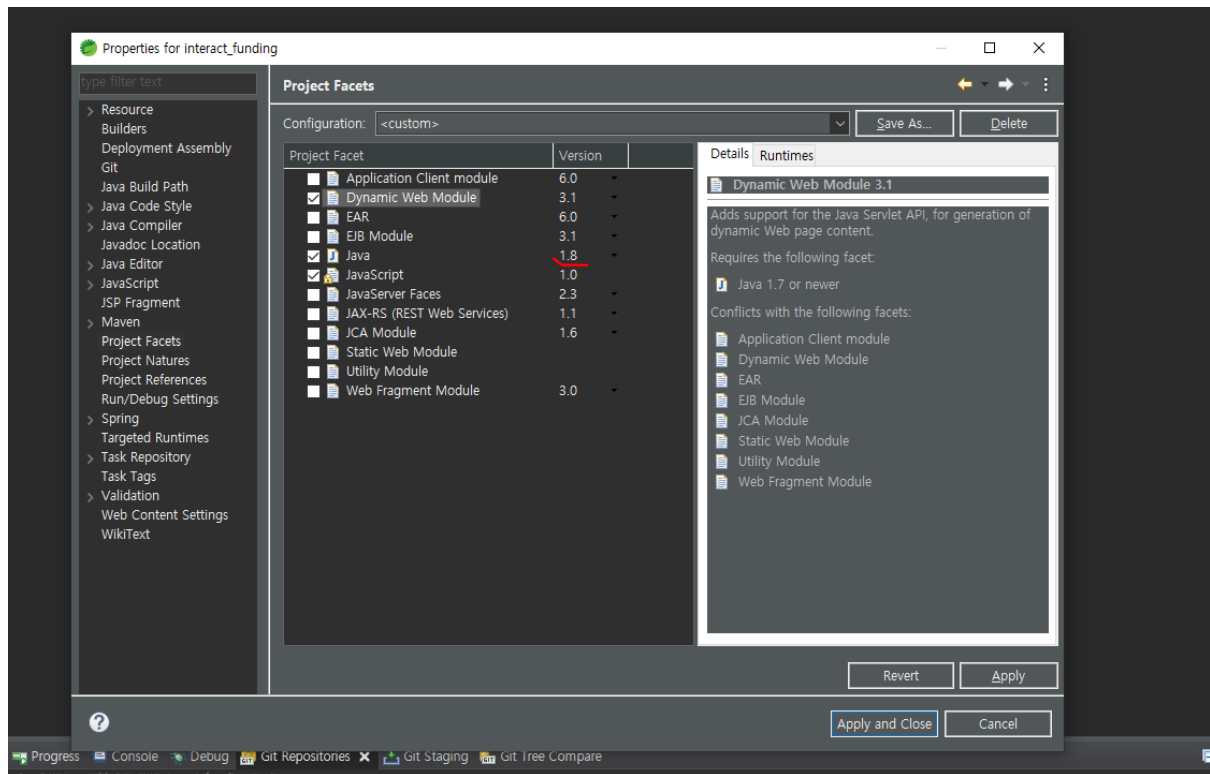 Properties for interact_funding
type filter text
Resource
Builders
Deployment Assembly
Git
Java Build Path
Java Code Style
Java Compiler
Javadoc Location
Java Editor
JavaScript
JSP Fragment
Maven
Project Facets
Project Natures
Project References
Run/Debug Settings
Spring
Targeted Runtimes
Task Repository
Task Tags
Validation
Web Content Settings
WikiText
Project Facets
Configuration: <custom> Save As... Delete
Project Facet Version
Application Client module 6.0
Dynamic Web Module 3.1
EAR 6.0
EJB Module 3.1
Java 1.8
JavaScript 1.0
JavaServer Faces 2.3
JAX-RS (REST Web Services) 1.1
JCA Module 1.6
Static Web Module
Utility Module
Web Fragment Module 3.0
Details Runtimes
Dynamic Web Module 3.1
Adds support for the Java Servlet API, for generation of
dynamic Web page content.
Requires the following facet:
Java 1.7 or newer
Conflicts with the following facets:
Application Client module
Dynamic Web Module
EAR
EJB Module
JCA Module
Static Web Module
Utility Module
Web Fragment Module
Revert Apply
Apply and Close Cancel
Progress Console Debug Git Repositories Git Staging Git Tree Compare